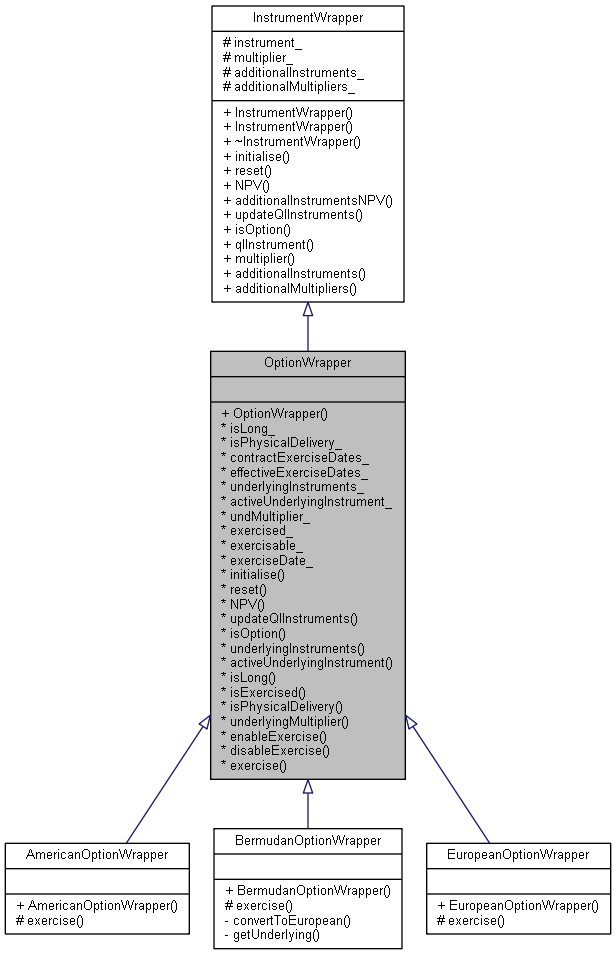 InstrumentWrapper
# instrument_
# multiplier_
# additionalInstruments_
# additionalMultipliers_
+ InstrumentWrapper()
+ InstrumentWrapper()
+ ~InstrumentWrapper()
+ initialise()
+ reset()
+ NPV()
+ additionalInstrumentsNPV()
+ updateQlInstruments()
+ isOption()
+ qlInstrument()
+ multiplier()
+ additionalInstruments()
+ additionalMultipliers()
OptionWrapper
+ OptionWrapper()
* isLong_
* isPhysicalDelivery_
* contractExerciseDates_
* effectiveExerciseDates_
* underlyingInstruments_
* activeUnderlyingInstrument_
* undMultiplier_
* exercised_
* exercisable_
* exerciseDate_
* initialise()
* reset()
* NPV()
* updateQlInstruments()
* isOption()
* underlyingInstruments()
* activeUnderlyingInstrument()
* isLong()
* isExercised()
* isPhysicalDelivery()
* underlyingMultiplier()
* enableExercise()
* disableExercise()
* exercise()
AmericanOptionWrapper
+ AmericanOptionWrapper()
# exercise()
BermudanOptionWrapper
+ BermudanOptionWrapper()
# exercise()
- convertToEuropean()
- getUnderlying()
EuropeanOptionWrapper
+ EuropeanOptionWrapper()
# exercise()